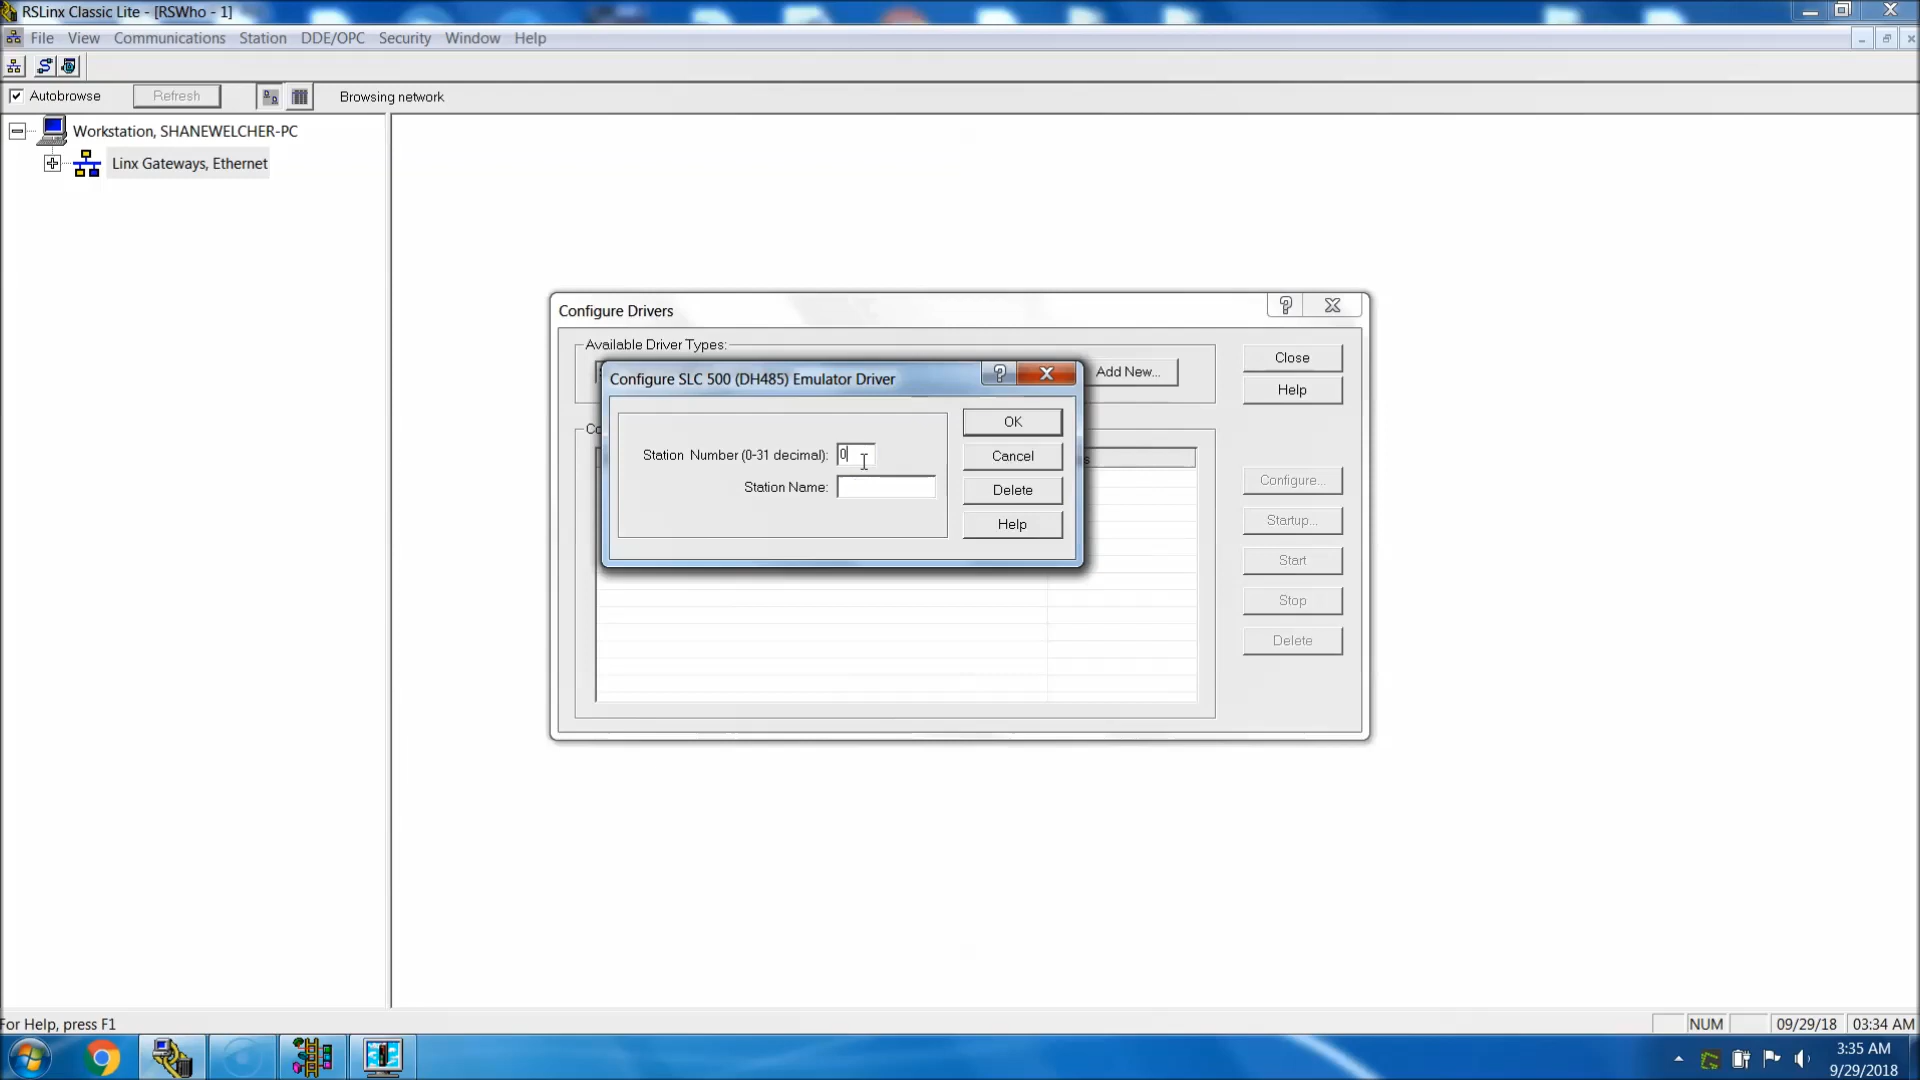 RSLinx Classic Lite - [RSWho - 1]
File View Communications Station DDE/OPC Security Window Help
Autobrowse Refresh Browsing network
Workstation, SHANEWELCHER-PC
Linx Gateways, Ethernet
Configure Drivers
Available Driver Types:
Add New...
Close
Help
Configure SLC 500 (DH485) Emulator Driver
Station Number (0-31 decimal): 0
Station Name:
OK
Cancel
Delete
Help
Configure...
Startup...
Start
Stop
Delete
For Help, press F1
NUM 09/29/18 03:34 AM
3:35 AM
9/29/2018